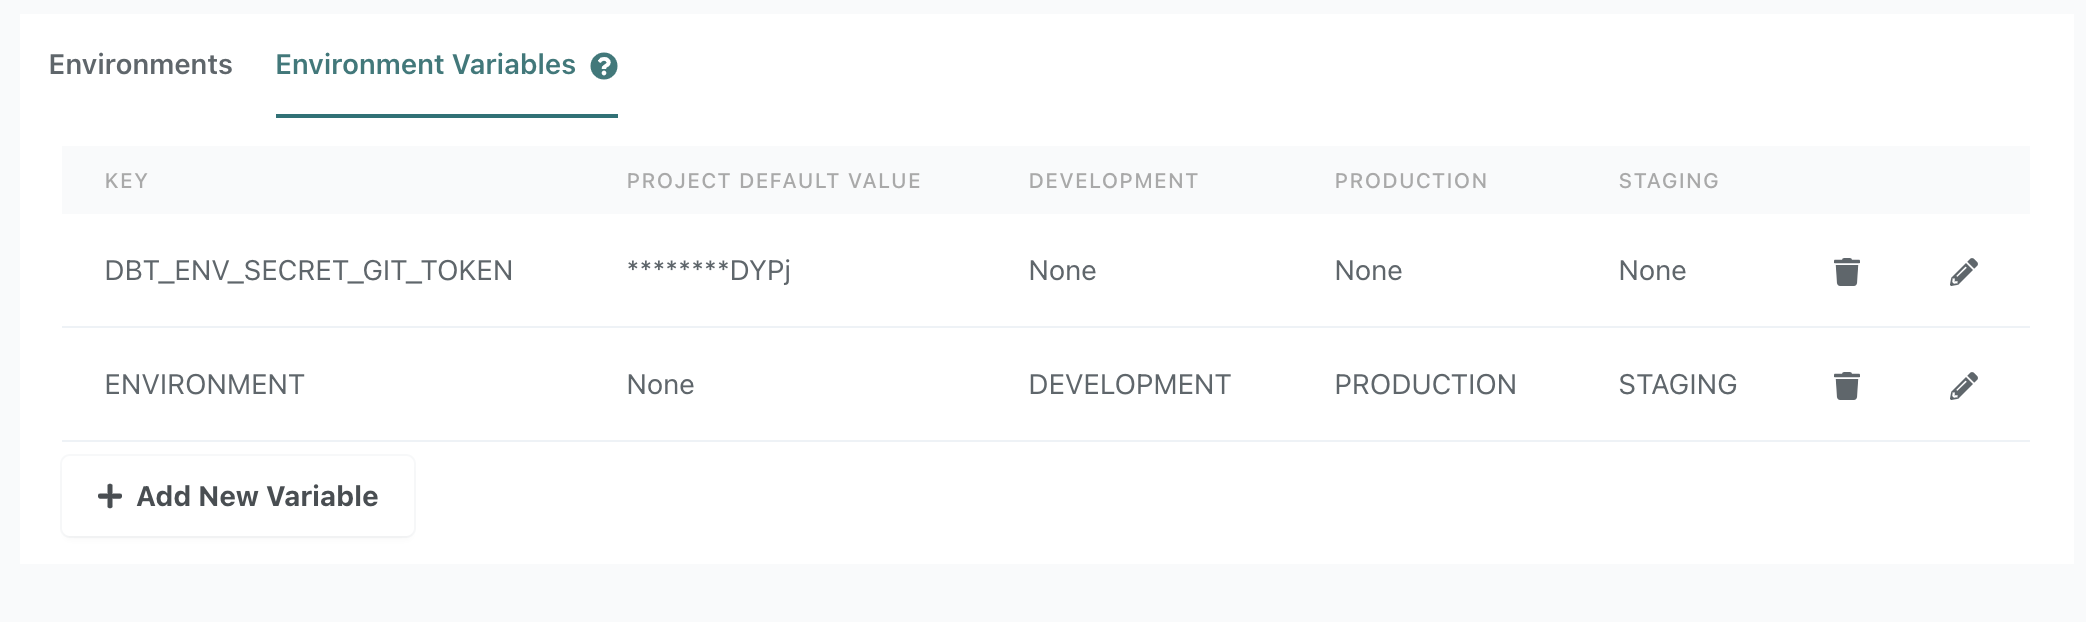 Environments Environment Variables ?
KEY PROJECT DEFAULT VALUE DEVELOPMENT PRODUCTION STAGING
DBT_ENV_SECRET_GIT_TOKEN ********DYPj None None None
ENVIRONMENT None DEVELOPMENT PRODUCTION STAGING
+ Add New Variable